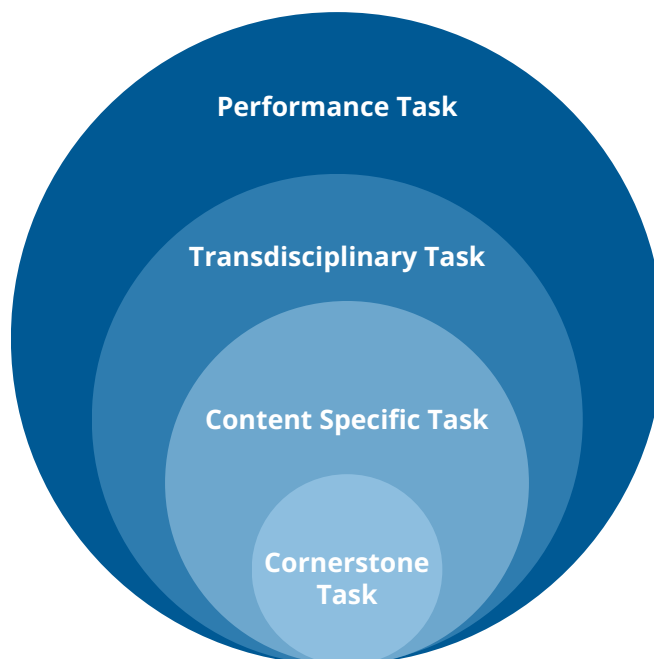 Performance Task
Transdisciplinary Task
Content Specific Task
Cornerstone
Task